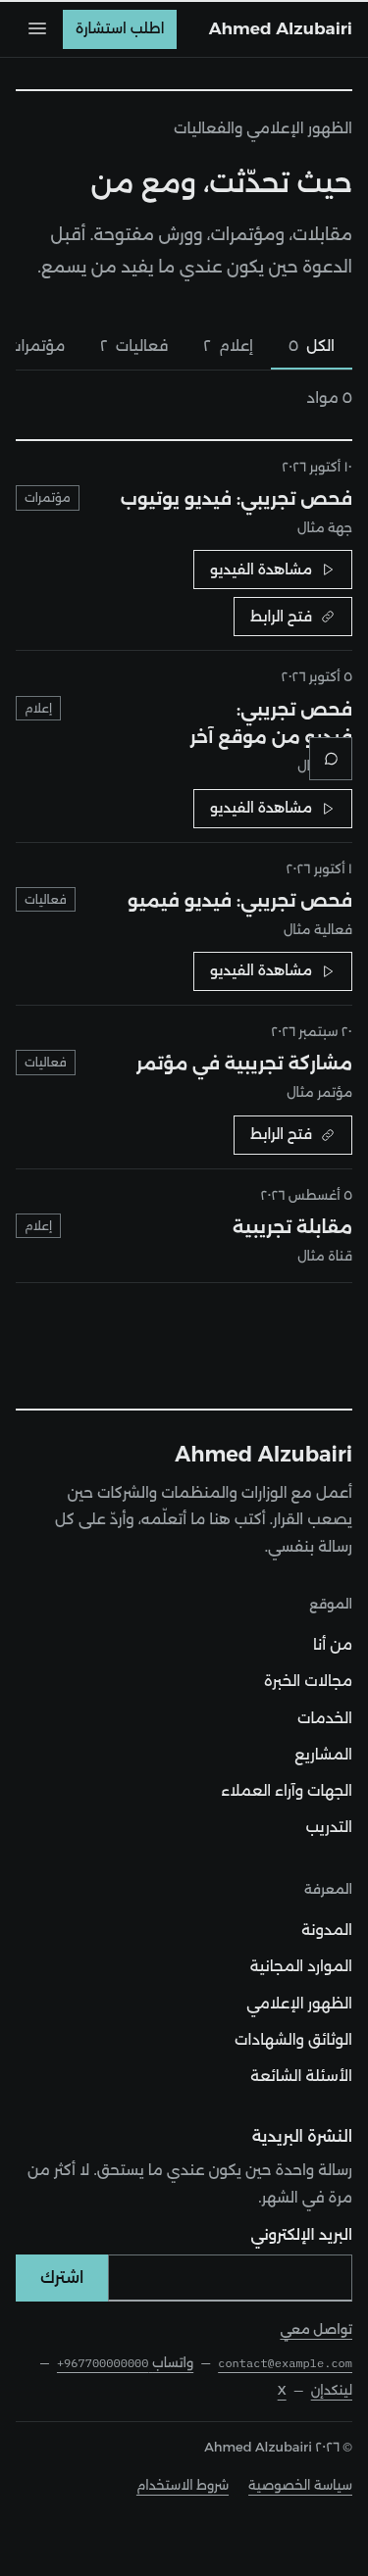 Ahmed Alzubairi
اطلب استشارة
الظهور الإعلامي والفعاليات
حيث تحدّثت، ومع من
مقابلات، ومؤتمرات، وورش مفتوحة. أقبل
الدعوة حين يكون عندي ما يفيد من يسمع.
الكل ٥ إعلام ٢ فعاليات ٢
٥ مواد
١٠ أكتوبر ٢٠٢٦
فحص تجريبي: فيديو يوتيوب
مؤتمرات
جهة مثال
مشاهدة الفيديو
فتح الرابط
٥ أكتوبر ٢٠٢٦
فحص تجريبي:
إعلام
فيديو من موقع آخر
مشاهدة الفيديو
١ أكتوبر ٢٠٢٦
فحص تجريبي: فيديو فيميو
فعاليات
فعالية مثال
مشاهدة الفيديو
٢٠ سبتمبر ٢٠٢٦
مشاركة تجريبية في مؤتمر
فعاليات
مؤتمر مثال
فتح الرابط
٥ أغسطس ٢٠٢٦
مقابلة تجريبية
إعلام
قناة مثال
Ahmed Alzubairi
أعمل مع الوزارات والمنظمات والشركات حين
يصعب القرار. أكتب هنا ما أتعلّمه، وأردّ على كل
رسالة بنفسي.
الموقع
من أنا
مجالات الخبرة
الخدمات
المشاريع
الجهات وآراء العملاء
التدريب
المعرفة
المدونة
الموارد المجانية
الظهور الإعلامي
الوثائق والشهادات
الأسئلة الشائعة
النشرة البريدية
رسالة واحدة حين يكون عندي ما يستحق. لا أكثر من
مرة في الشهر.
البريد الإلكتروني
اشترك
تواصل معي
contact@example.com — واتساب +967700000000 —
لينكدإن — X
© ٢٠٢٦ Ahmed Alzubairi
سياسة الخصوصية شروط الاستخدام